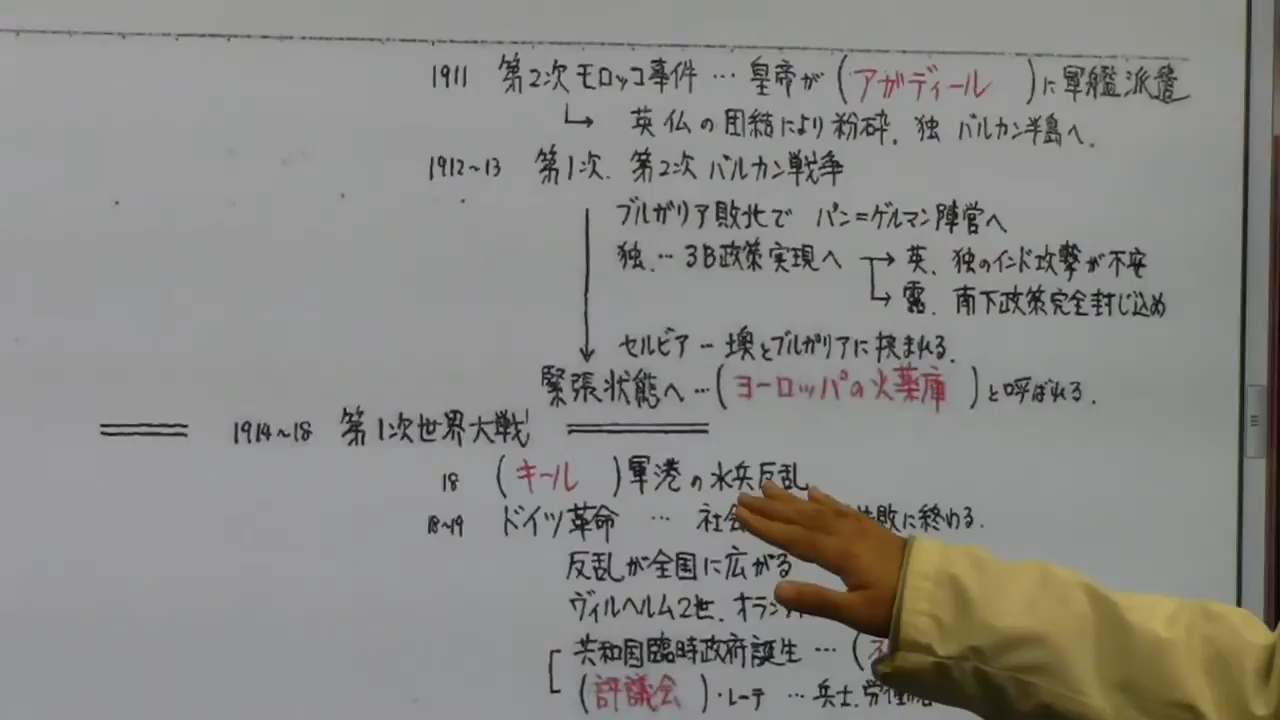 1911 第2次モロッコ事件 … 皇帝が(アガディール)に軍艦派遣
英仏の団結により粉砕. 独 バルカン半島へ.
1912~13 第1次. 第2次 バルカン戦争
ブルガリア敗北で パン=ゲルマン陣営へ
独. … 3B政策実現へ → 英. 独のインド攻撃が不安
→ 露. 南下政策完全封じ込め
セルビア … 墺とブルガリアに挟まれる.
緊張状態へ …(ヨーロッパの火薬庫)と呼ばれる.
1914~18 第1次世界大戦
18 (キール)軍港の水兵反乱
18~19 ドイツ革命 … 社会 失敗に終わる.
反乱が全国に広がる
ヴィルヘルム2世. オラン
共和国臨時政府誕生 … (
(評議会)・レーテ … 兵士. 労働